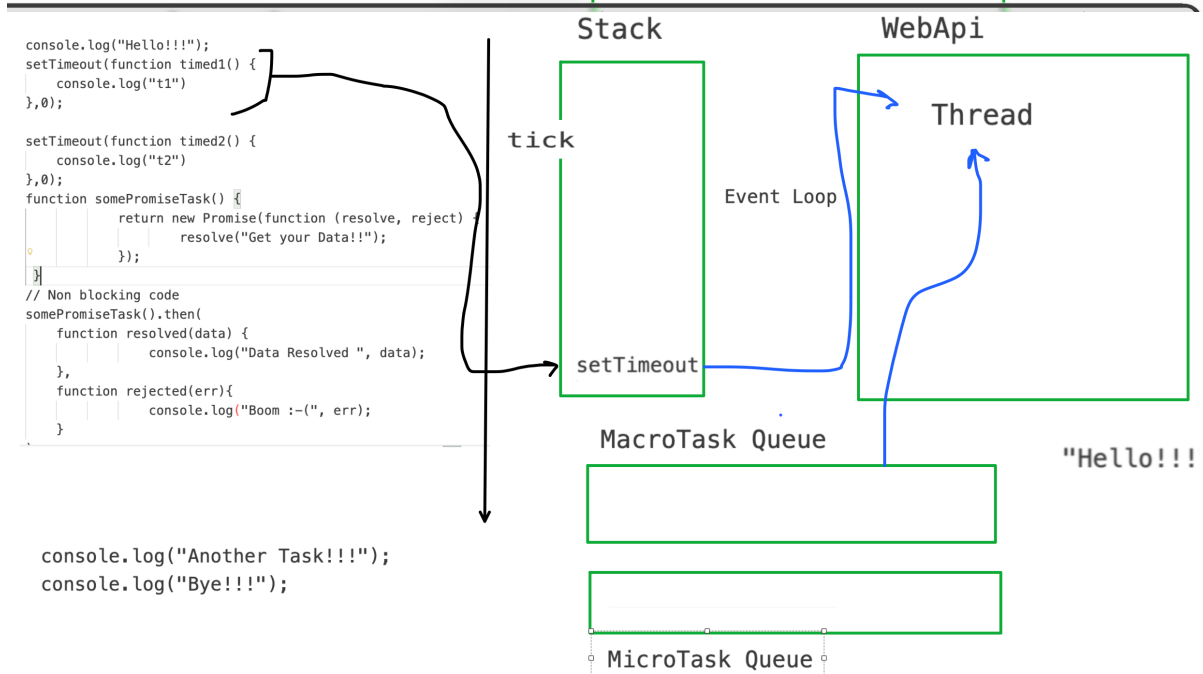 console.log("Hello!!!");
setTimeout(function timed1() {
    console.log("t1")
},0);
setTimeout(function timed2() {
    console.log("t2")
},0);
function somePromiseTask() {
            return new Promise(function (resolve, reject) {
                    resolve("Get your Data!!");
            });
 }
// Non blocking code
somePromiseTask().then(
    function resolved(data) {
                console.log("Data Resolved ", data);
    },
    function rejected(err){
                console.log("Boom :-(", err);
    }
console.log("Another Task!!!");
console.log("Bye!!!");
tick
Stack
setTimeout
Event Loop
WebApi
Thread
MacroTask Queue
MicroTask Queue
"Hello!!!